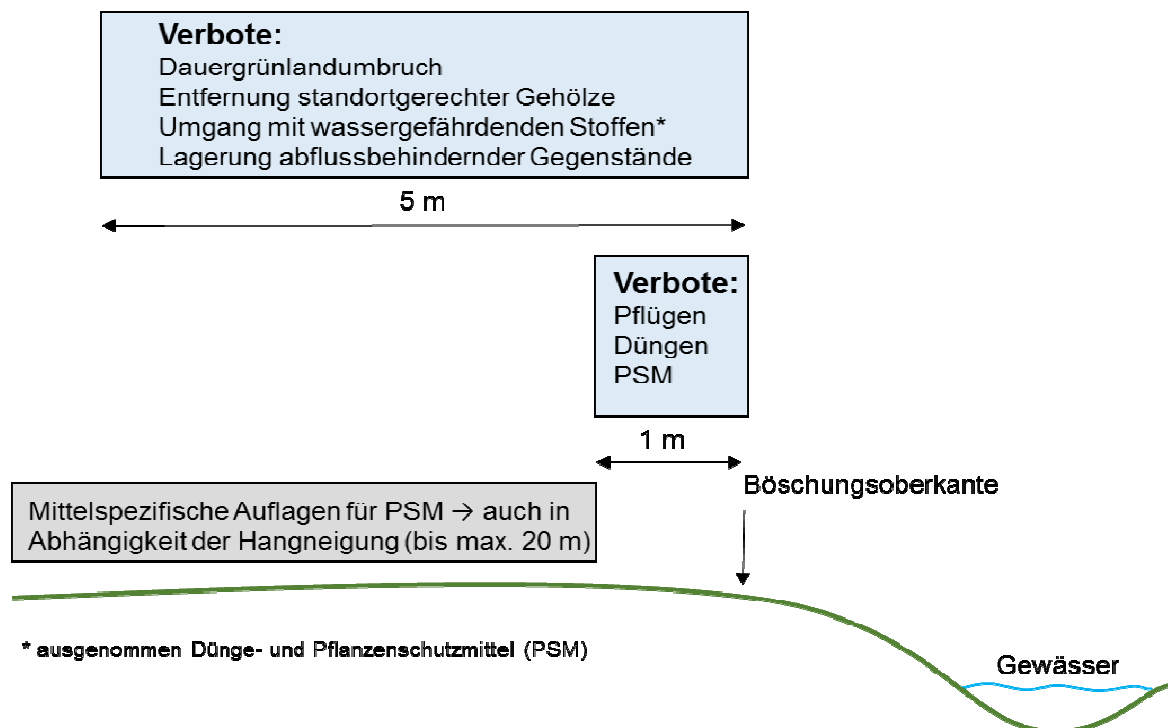 Verbote:
Dauergrünlandumbruch
Entfernung standortgerechter Gehölze
Umgang mit wassergefährdenden Stoffen*
Lagerung abflussbehindernder Gegenstände
5 m
Verbote:
Pflügen
Düngen
PSM
1 m
Böschungsoberkante
Mittelspezifische Auflagen für PSM → auch in
Abhängigkeit der Hangneigung (bis max. 20 m)
* ausgenommen Dünge- und Pflanzenschutzmittel (PSM)
Gewässer